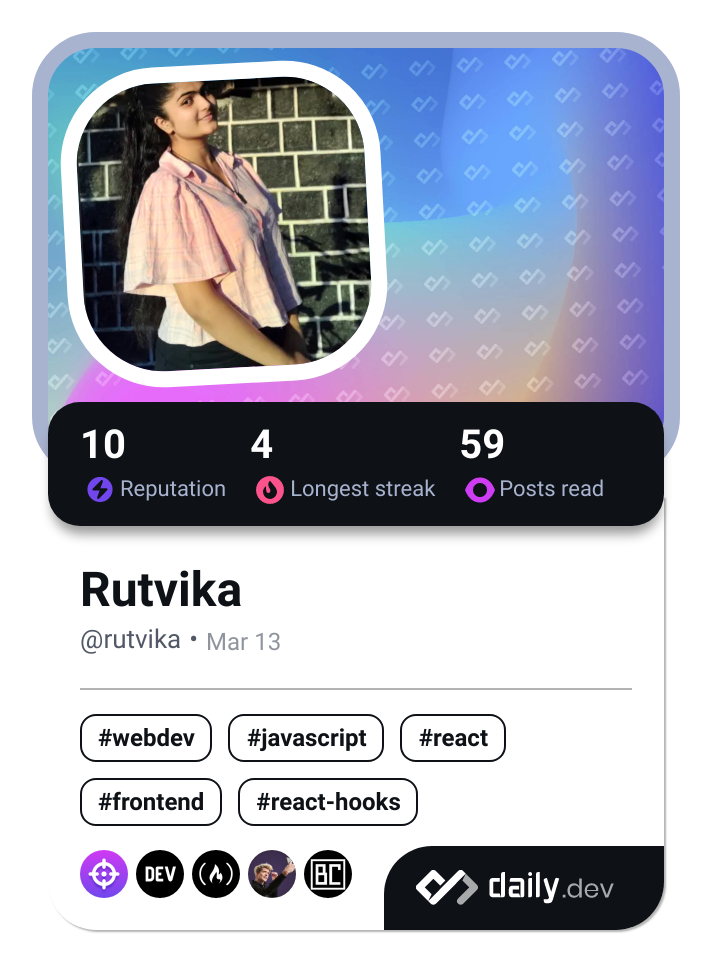 10 4 59
Reputation Longest streak Posts read
Rutvika
@rutvika • Mar 13
#webdev #javascript #react
#frontend #react-hooks
DEV BC daily.dev